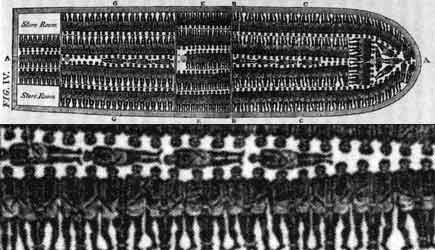 G E B C
Store Room
A A
FIG. IV.
Store Room
G E B C